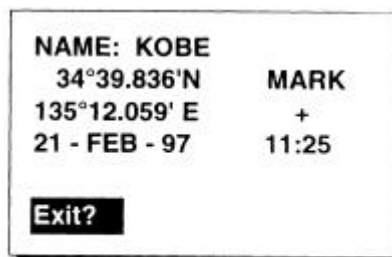 NAME: KOBE
34°39.836'N MARK
135°12.059' E +
21 - FEB - 97 11:25
Exit?